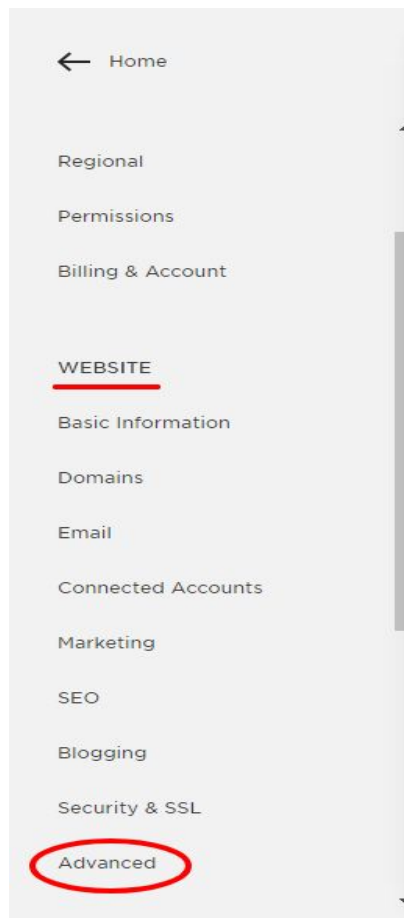 Home
Regional
Permissions
Billing & Account
WEBSITE
Basic Information
Domains
Email
Connected Accounts
Marketing
SEO
Blogging
Security & SSL
Advanced